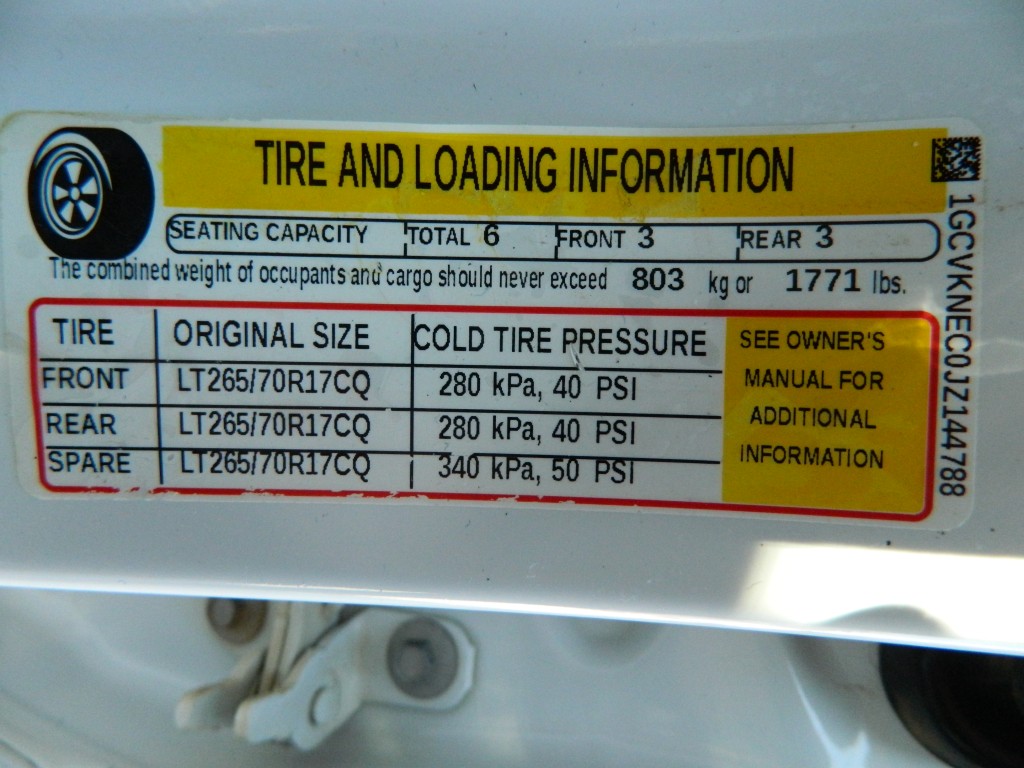 TIRE AND LOADING INFORMATION
SEATING CAPACITY TOTAL 6 FRONT 3 REAR 3
The combined weight of occupants and cargo should never exceed 803 kg or 1771 lbs.
TIRE ORIGINAL SIZE COLD TIRE PRESSURE
FRONT LT265/70R17CQ 280 kPa, 40 PSI
REAR LT265/70R17CQ 280 kPa, 40 PSI
SPARE LT265/70R17CQ 340 kPa, 50 PSI
SEE OWNER'S
MANUAL FOR
ADDITIONAL
INFORMATION
1GCVKNEC0JZ144788